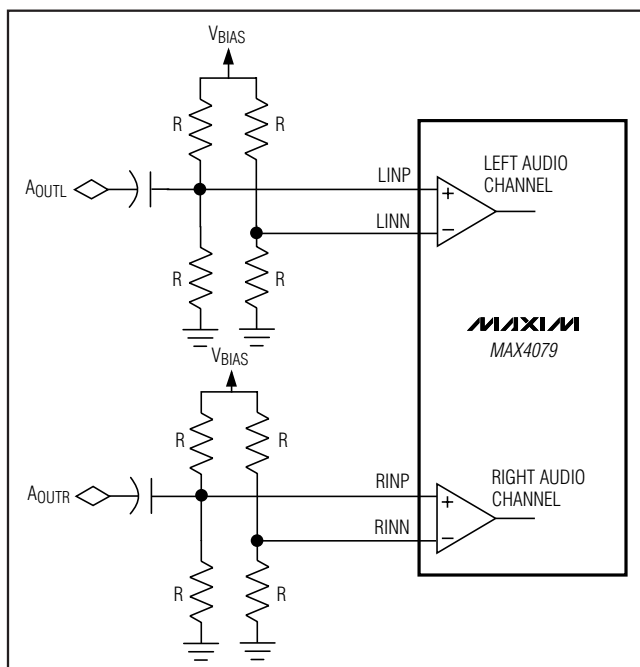 VBIAS
R
R
AOUTL
LINP
LINN
LEFT AUDIO
CHANNEL
+
−
R
R
MAXIM
MAX4079
VBIAS
R
R
AOUTR
RINP
RINN
RIGHT AUDIO
CHANNEL
+
−
R
R